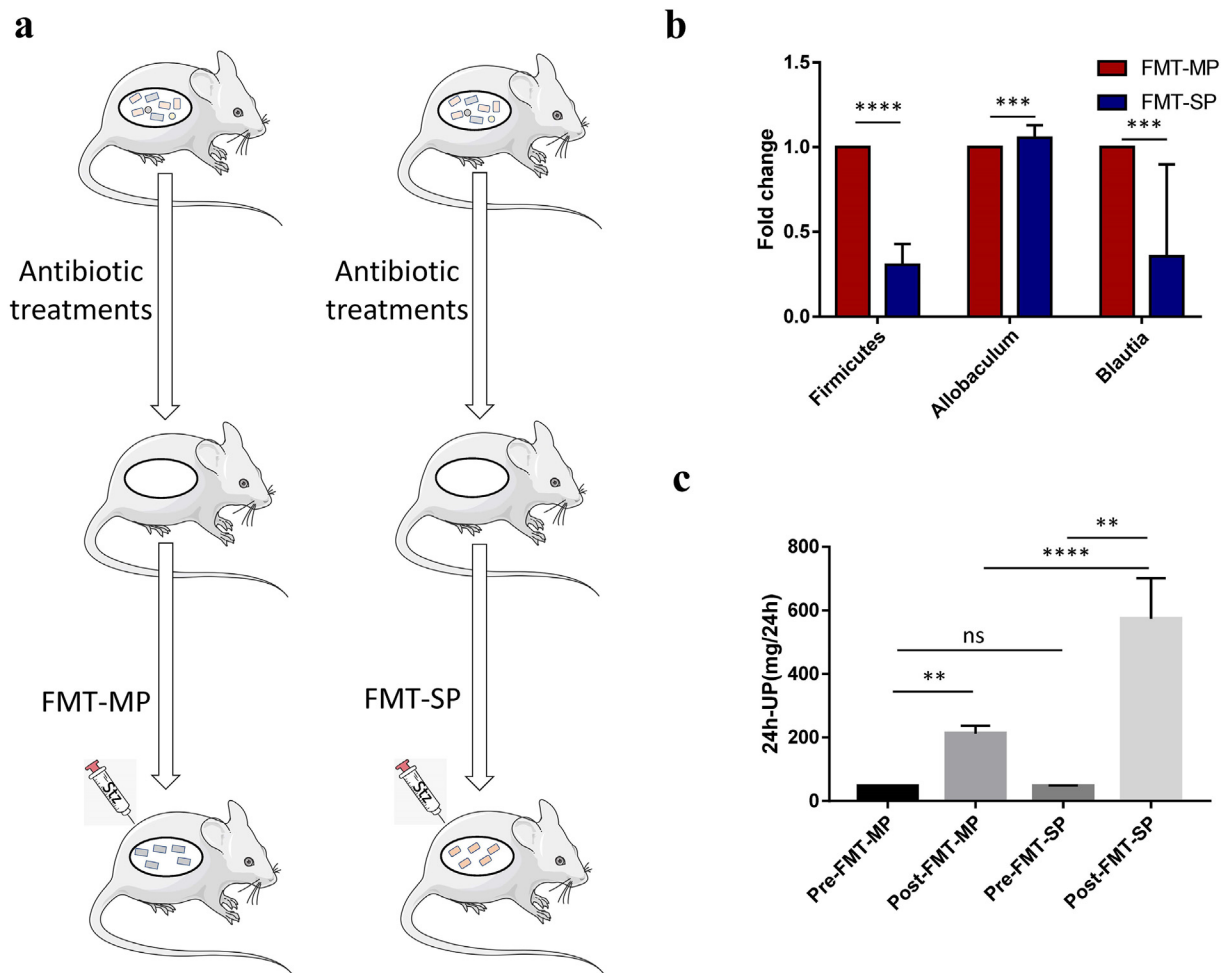 a
Antibiotic
treatments
Antibiotic
treatments
FMT-MP
FMT-SP
Stz
Stz
b
FMT-MP
FMT-SP
****
***
***
1.5
1.0
0.5
0.0
Fold change
Firmicutes
Allobaculum
Blautia
c
**
****
ns
**
800
600
400
200
0
24h-UP(mg/24h)
Pre-FMT-MP
Post-FMT-MP
Pre-FMT-SP
Post-FMT-SP